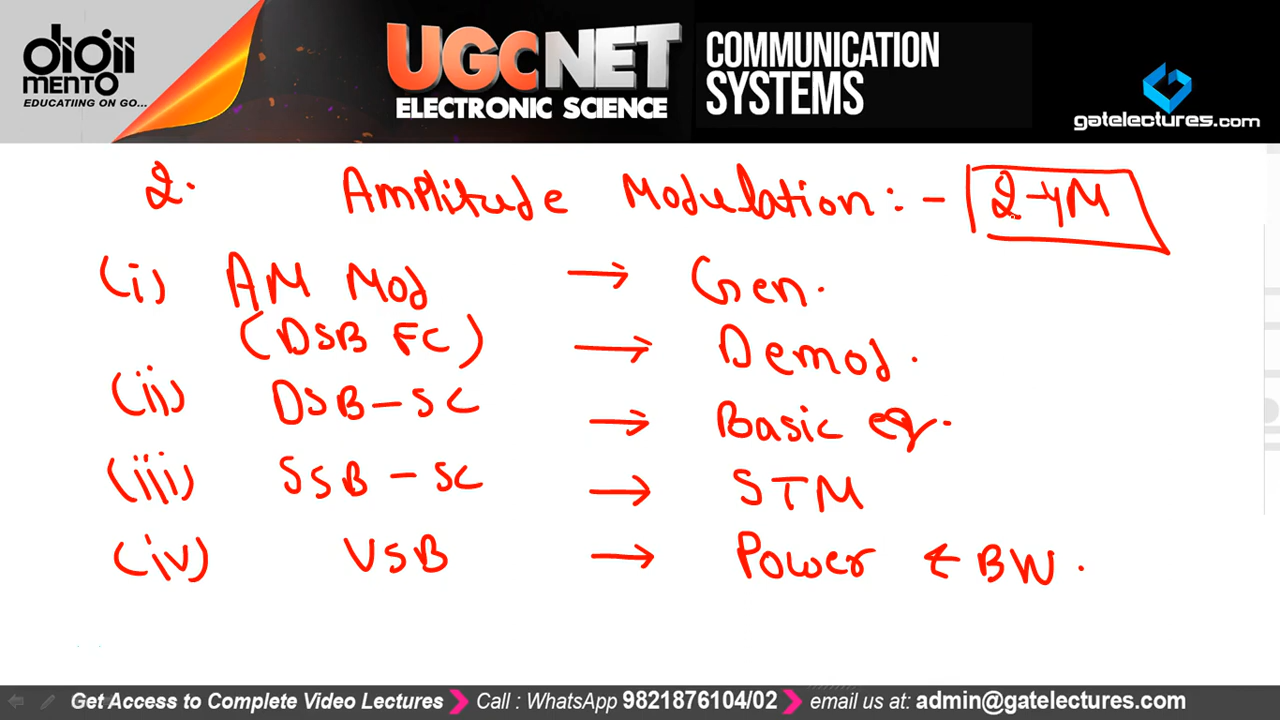 digii
mento
EDUCATIING ON GO...
UGCNET
ELECTRONIC SCIENCE
COMMUNICATION
SYSTEMS
gatelectures.com
2. Amplitude Modulation:- 2-4M
(i) AM Mod → Gen.
(DSB FC) → Demod.
(ii) DSB-SC → Basic eq.
(iii) SSB-SC → STM
(iv) VSB → Power & BW.
Get Access to Complete Video Lectures Call : WhatsApp 9821876104/02 email us at: admin@gatelectures.com